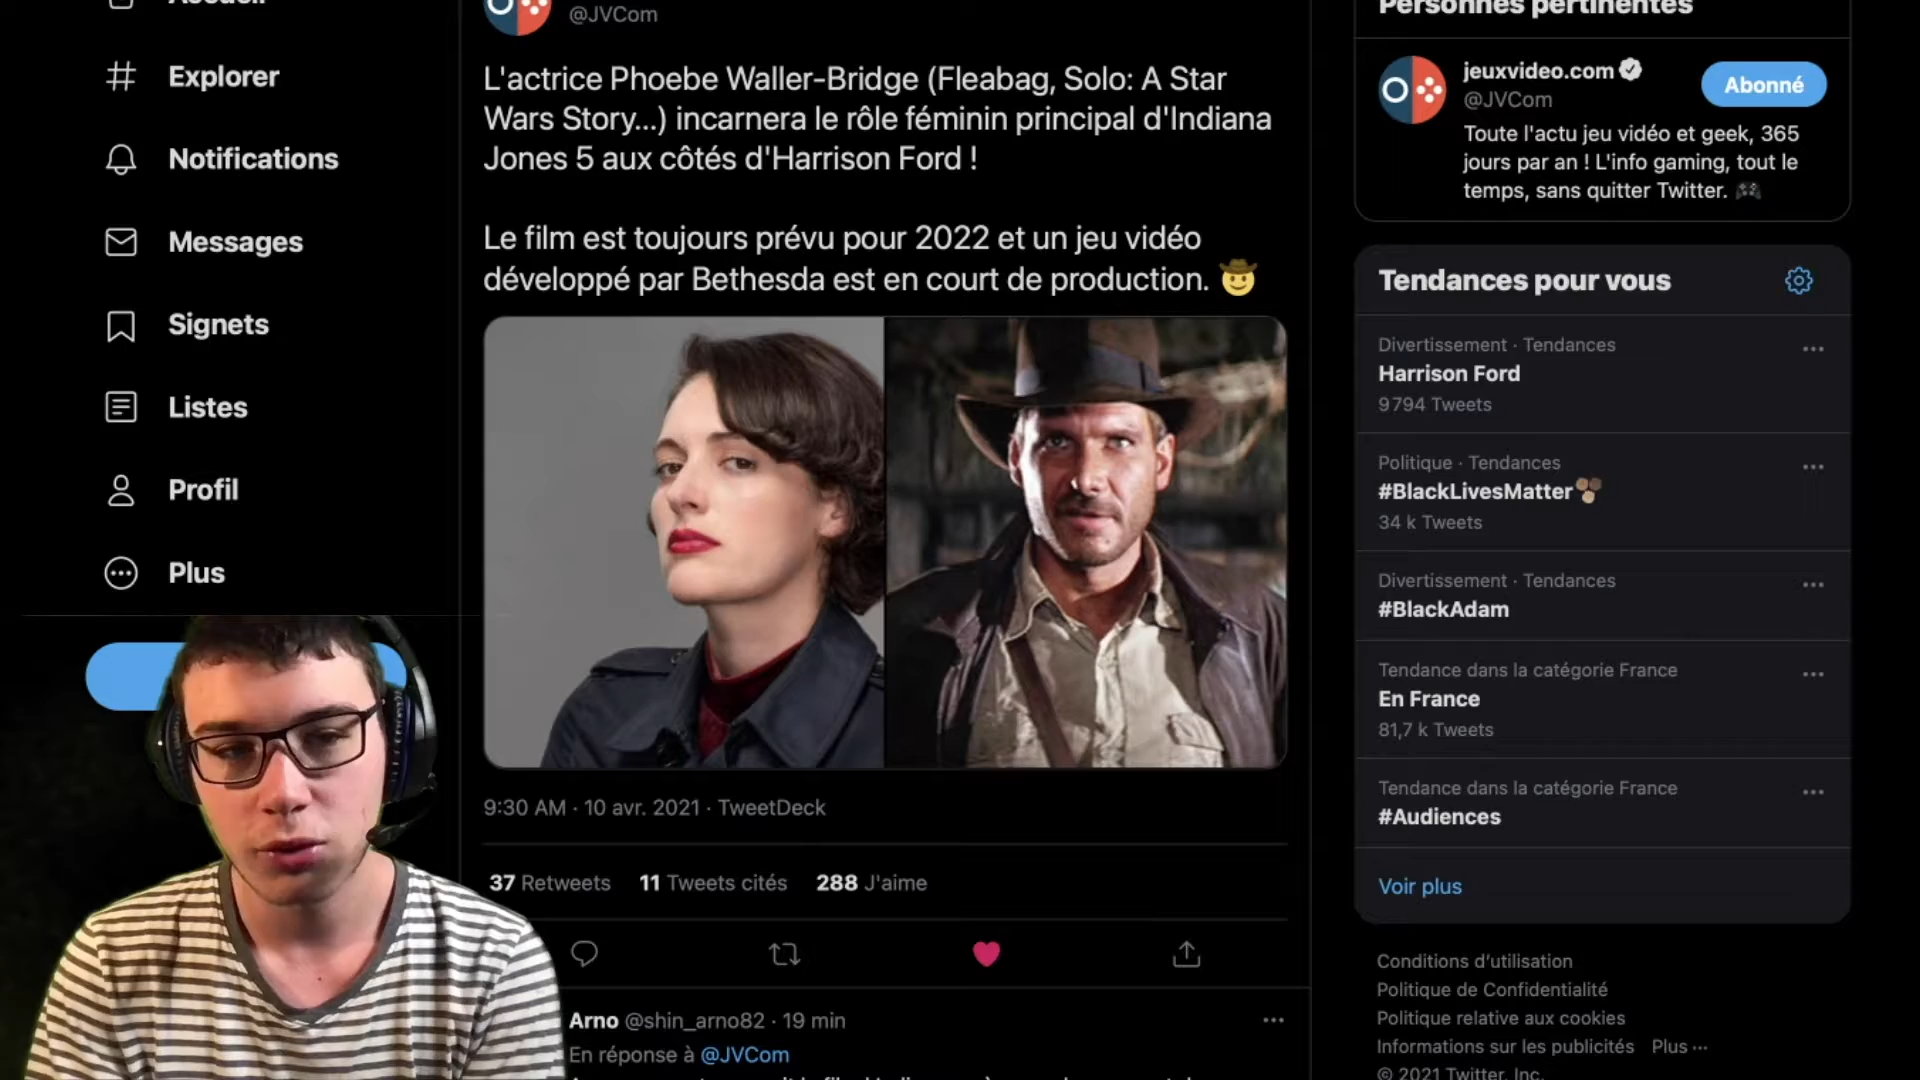 Accueil
Explorer
Notifications
Messages
Signets
Listes
Profil
Plus
@JVCom
L'actrice Phoebe Waller-Bridge (Fleabag, Solo: A Star
Wars Story...) incarnera le rôle féminin principal d'Indiana
Jones 5 aux côtés d'Harrison Ford !
Le film est toujours prévu pour 2022 et un jeu vidéo
développé par Bethesda est en court de production. 🤠
9:30 AM · 10 avr. 2021 · TweetDeck
37 Retweets 11 Tweets cités 288 J'aime
Arno @shin_arno82 · 19 min
En réponse à @JVCom
Personnes pertinentes
jeuxvideo.com
@JVCom
Abonné
Toute l'actu jeu vidéo et geek, 365
jours par an ! L'info gaming, tout le
temps, sans quitter Twitter. 🎮
Tendances pour vous
Divertissement · Tendances
Harrison Ford
9 794 Tweets
Politique · Tendances
#BlackLivesMatter
34 k Tweets
Divertissement · Tendances
#BlackAdam
Tendance dans la catégorie France
En France
81,7 k Tweets
Tendance dans la catégorie France
#Audiences
Voir plus
Conditions d'utilisation
Politique de Confidentialité
Politique relative aux cookies
Informations sur les publicités Plus ···
© 2021 Twitter, Inc.